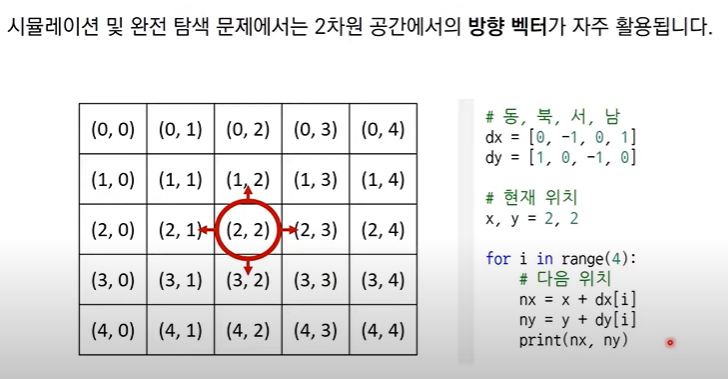 시뮬레이션 및 완전 탐색 문제에서는 2차원 공간에서의 방향 벡터가 자주 활용됩니다.
(0, 0) (0, 1) (0, 2) (0, 3) (0, 4)
(1, 0) (1, 1) (1, 2) (1, 3) (1, 4)
(2, 0) (2, 1) (2, 2) (2, 3) (2, 4)
(3, 0) (3, 1) (3, 2) (3, 3) (3, 4)
(4, 0) (4, 1) (4, 2) (4, 3) (4, 4)
# 동, 북, 서, 남
dx = [0, -1, 0, 1]
dy = [1, 0, -1, 0]
# 현재 위치
x, y = 2, 2
for i in range(4):
# 다음 위치
nx = x + dx[i]
ny = y + dy[i]
print(nx, ny)